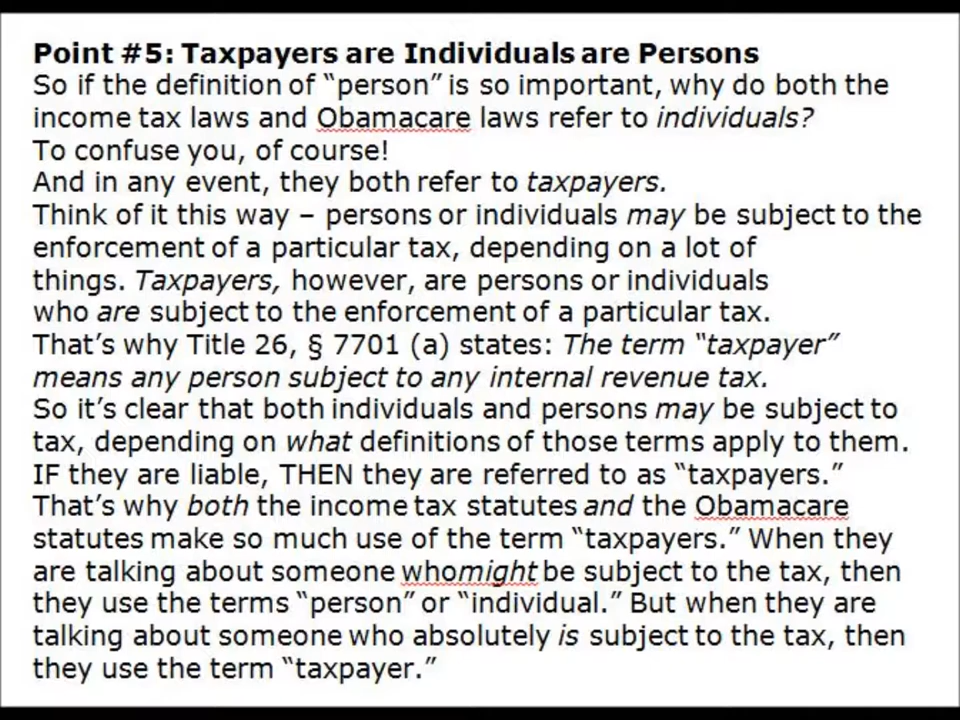 Point #5: Taxpayers are Individuals are Persons
So if the definition of “person” is so important, why do both the
income tax laws and Obamacare laws refer to individuals?
To confuse you, of course!
And in any event, they both refer to taxpayers.
Think of it this way – persons or individuals may be subject to the
enforcement of a particular tax, depending on a lot of
things. Taxpayers, however, are persons or individuals
who are subject to the enforcement of a particular tax.
That’s why Title 26, § 7701 (a) states: The term “taxpayer”
means any person subject to any internal revenue tax.
So it’s clear that both individuals and persons may be subject to
tax, depending on what definitions of those terms apply to them.
IF they are liable, THEN they are referred to as “taxpayers.”
That’s why both the income tax statutes and the Obamacare
statutes make so much use of the term “taxpayers.” When they
are talking about someone whomight be subject to the tax, then
they use the terms “person” or “individual.” But when they are
talking about someone who absolutely is subject to the tax, then
they use the term “taxpayer.”